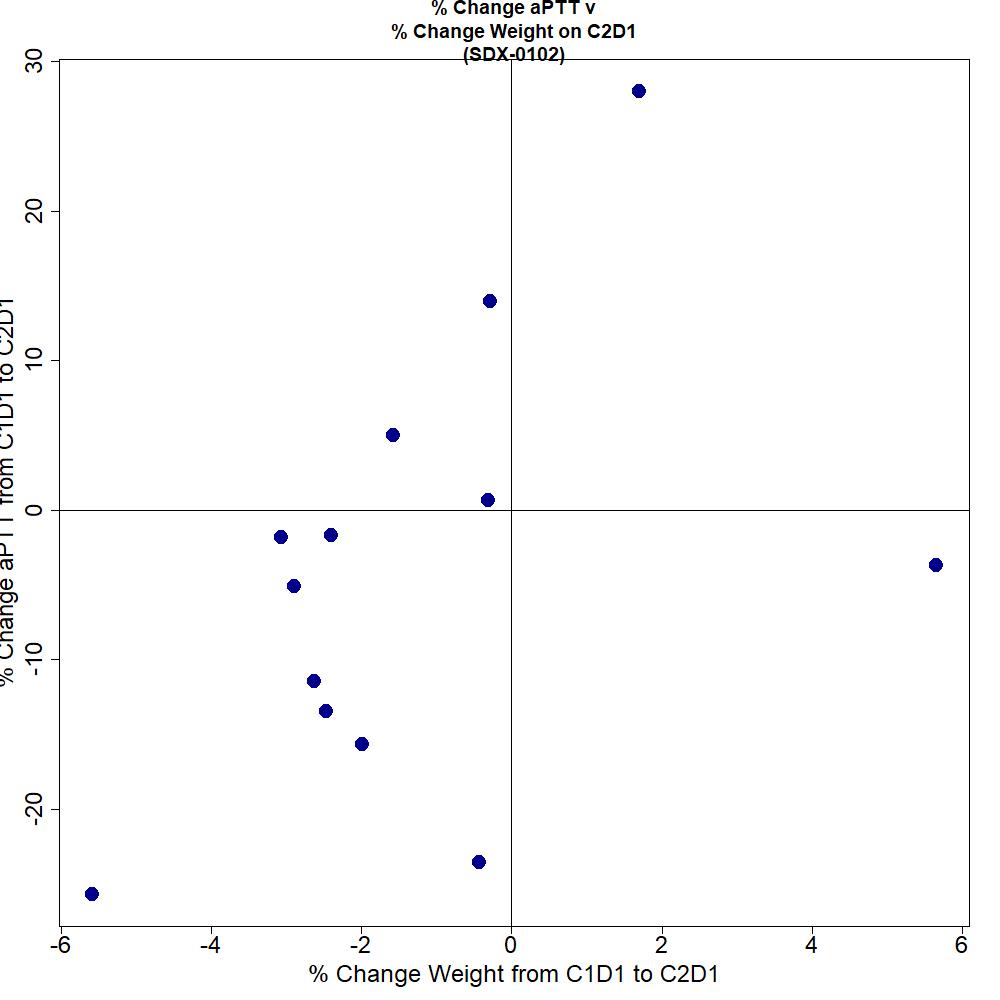 % Change aPTT v
% Change Weight on C2D1
(SDX-0102)
30
20
10
0
-10
-20
% Change aPTT from C1D1 to C2D1
-6
-4
-2
0
2
4
6
% Change Weight from C1D1 to C2D1